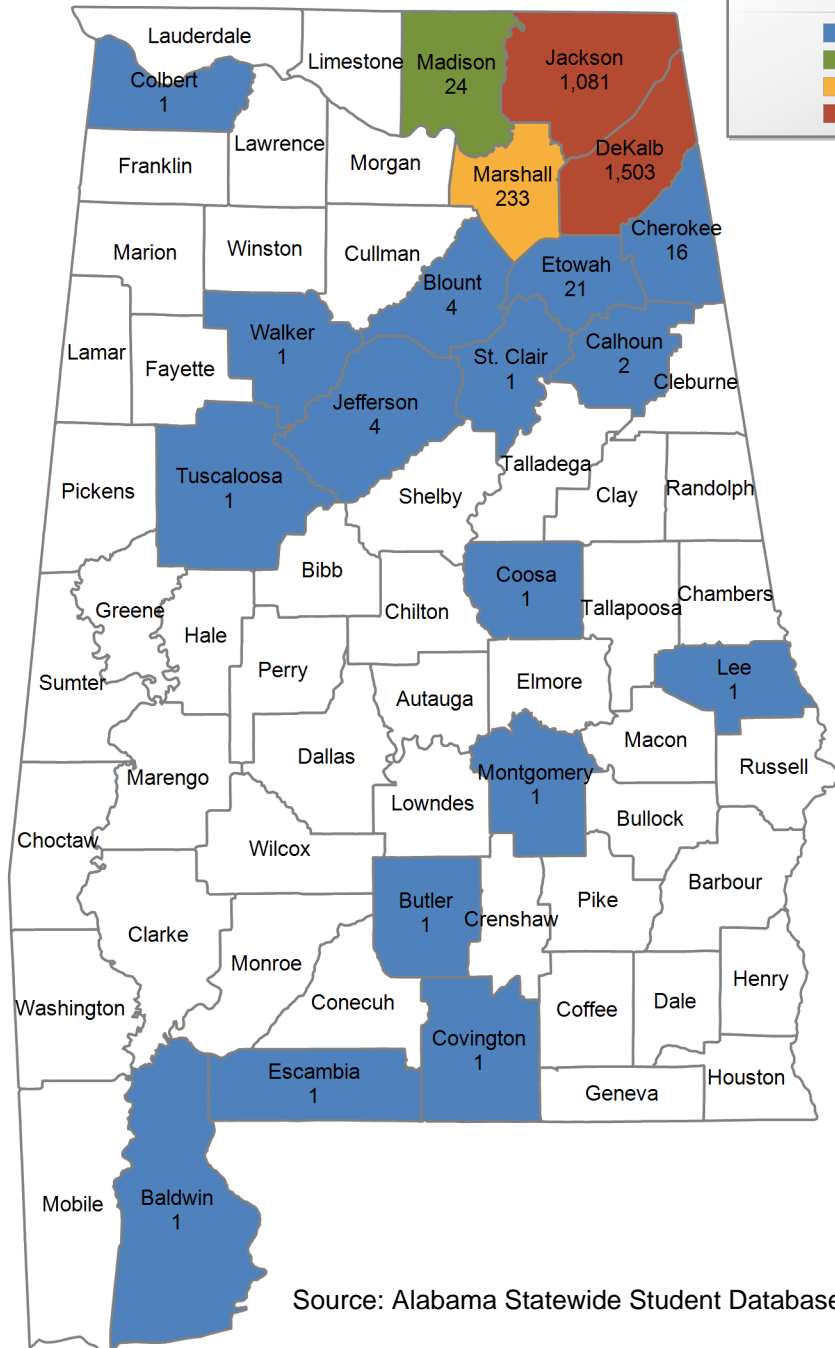 Lauderdale
Limestone
Madison
24
Jackson
1,081
Colbert
1
Lawrence
Franklin
Morgan
Marshall
233
DeKalb
1,503
Cherokee
16
Marion
Winston
Cullman
Blount
4
Etowah
21
Walker
1
Lamar
Fayette
St. Clair
1
Calhoun
2
Cleburne
Jefferson
4
Tuscaloosa
1
Pickens
Shelby
Talladega
Clay
Randolph
Bibb
Coosa
1
Chilton
Tallapoosa
Chambers
Greene
Hale
Perry
Sumter
Autauga
Elmore
Lee
1
Dallas
Macon
Marengo
Lowndes
Montgomery
1
Russell
Bullock
Choctaw
Wilcox
Butler
1
Crenshaw
Pike
Barbour
Clarke
Monroe
Conecuh
Washington
Coffee
Dale
Henry
Covington
1
Escambia
1
Geneva
Houston
Mobile
Baldwin
1
Source: Alabama Statewide Student Database